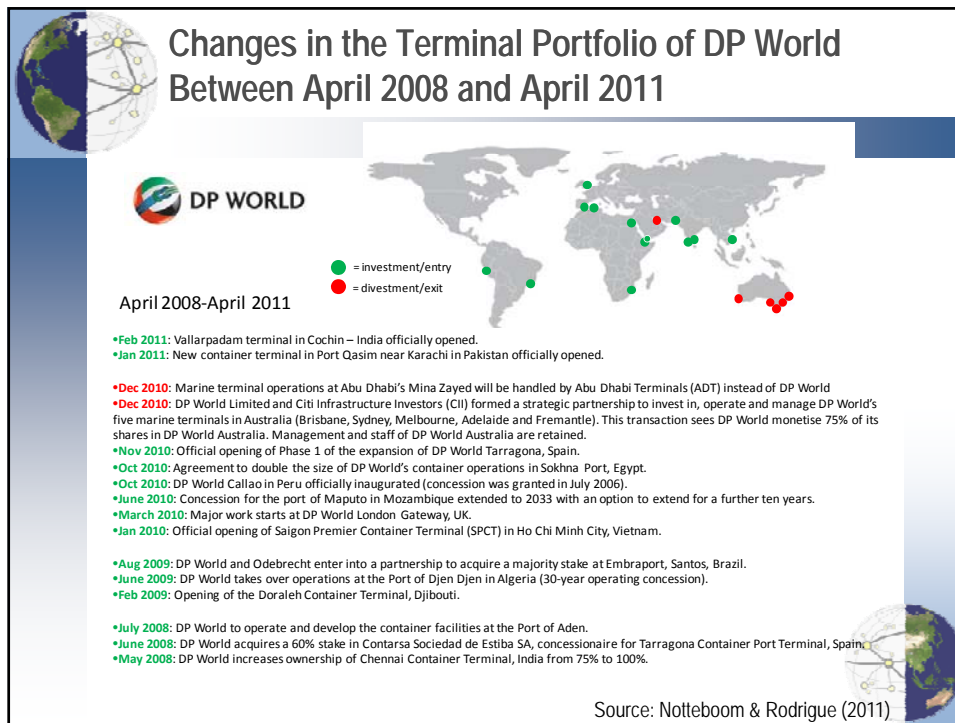 Changes in the Terminal Portfolio of DP World
Between April 2008 and April 2011
DP WORLD
= investment/entry
= divestment/exit
April 2008-April 2011
•Feb 2011: Vallarpadam terminal in Cochin – India officially opened.
•Jan 2011: New container terminal in Port Qasim near Karachi in Pakistan officially opened.
•Dec 2010: Marine terminal operations at Abu Dhabi's Mina Zayed will be handled by Abu Dhabi Terminals (ADT) instead of DP World
•Dec 2010: DP World Limited and Citi Infrastructure Investors (CII) formed a strategic partnership to invest in, operate and manage DP World's
five marine terminals in Australia (Brisbane, Sydney, Melbourne, Adelaide and Fremantle). This transaction sees DP World monetise 75% of its
shares in DP World Australia. Management and staff of DP World Australia are retained.
•Nov 2010: Official opening of Phase 1 of the expansion of DP World Tarragona, Spain.
•Oct 2010: Agreement to double the size of DP World's container operations in Sokhna Port, Egypt.
•Oct 2010: DP World Callao in Peru officially inaugurated (concession was granted in July 2006).
•June 2010: Concession for the port of Maputo in Mozambique extended to 2033 with an option to extend for a further ten years.
•March 2010: Major work starts at DP World London Gateway, UK.
•Jan 2010: Official opening of Saigon Premier Container Terminal (SPCT) in Ho Chi Minh City, Vietnam.
•Aug 2009: DP World and Odebrecht enter into a partnership to acquire a majority stake at Embraport, Santos, Brazil.
•June 2009: DP World takes over operations at the Port of Djen Djen in Algeria (30-year operating concession).
•Feb 2009: Opening of the Doraleh Container Terminal, Djibouti.
•July 2008: DP World to operate and develop the container facilities at the Port of Aden.
•June 2008: DP World acquires a 60% stake in Contarsa Sociedad de Estiba SA, concessionaire for Tarragona Container Port Terminal, Spain.
•May 2008: DP World increases ownership of Chennai Container Terminal, India from 75% to 100%.
Source: Notteboom & Rodrigue (2011)